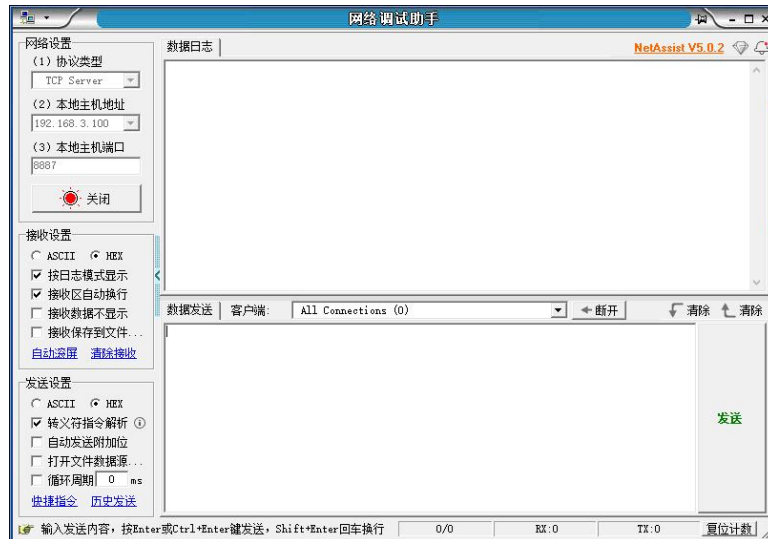 网络调试助手
网络设置
(1) 协议类型
TCP Server
(2) 本地主机地址
192.168.3.100
(3) 本地主机端口
8887
关闭
接收设置
ASCII HEX
按日志模式显示
接收区自动换行
接收数据不显示
接收保存到文件...
自动滚屏 清除接收
发送设置
ASCII HEX
转义符指令解析
自动发送附加位
打开文件数据源...
循环周期 0 ms
快捷指令 历史发送
数据日志
NetAssist V5.0.2
数据发送 客户端: All Connections (0) 断开 清除 清除
发送
输入发送内容，按Enter或Ctrl+Enter键发送，Shift+Enter回车换行 0/0 RX:0 TX:0 复位计数